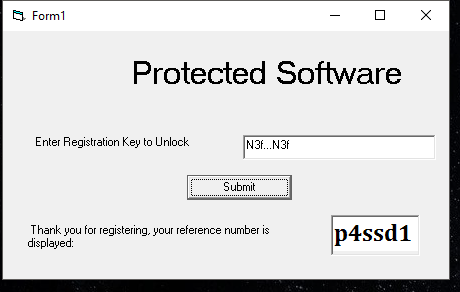 Form1
Protected Software
Enter Registration Key to Unlock
N3f...N3f
Submit
Thank you for registering, your reference number is
displayed:
p4ssd1